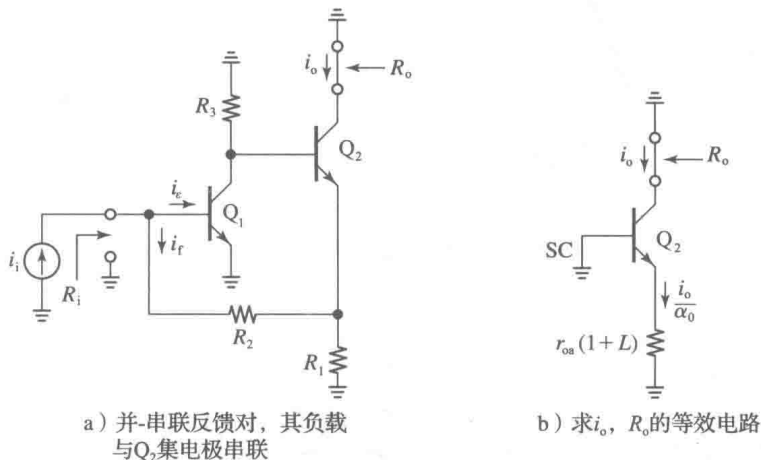 i_o
R_o
R_3
Q_2
i_ε
Q_1
i_i
R_i
i_f
R_2
R_1
a）并-串联反馈对，其负载
与Q_2集电极串联
i_o
R_o
SC
Q_2
i_o
α_0
r_oa (1+L)
b）求i_o，R_o的等效电路